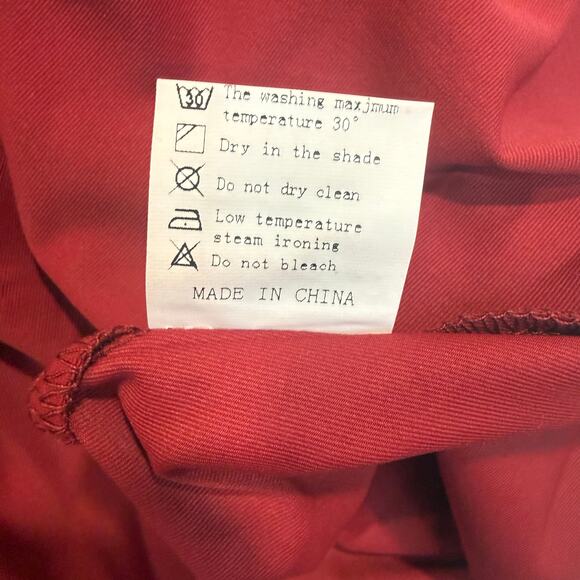 30 The washing maxjmum
temperature 30°
Dry in the shade
Do not dry clean
Low temperature
steam ironing
Do not bleach
MADE IN CHINA